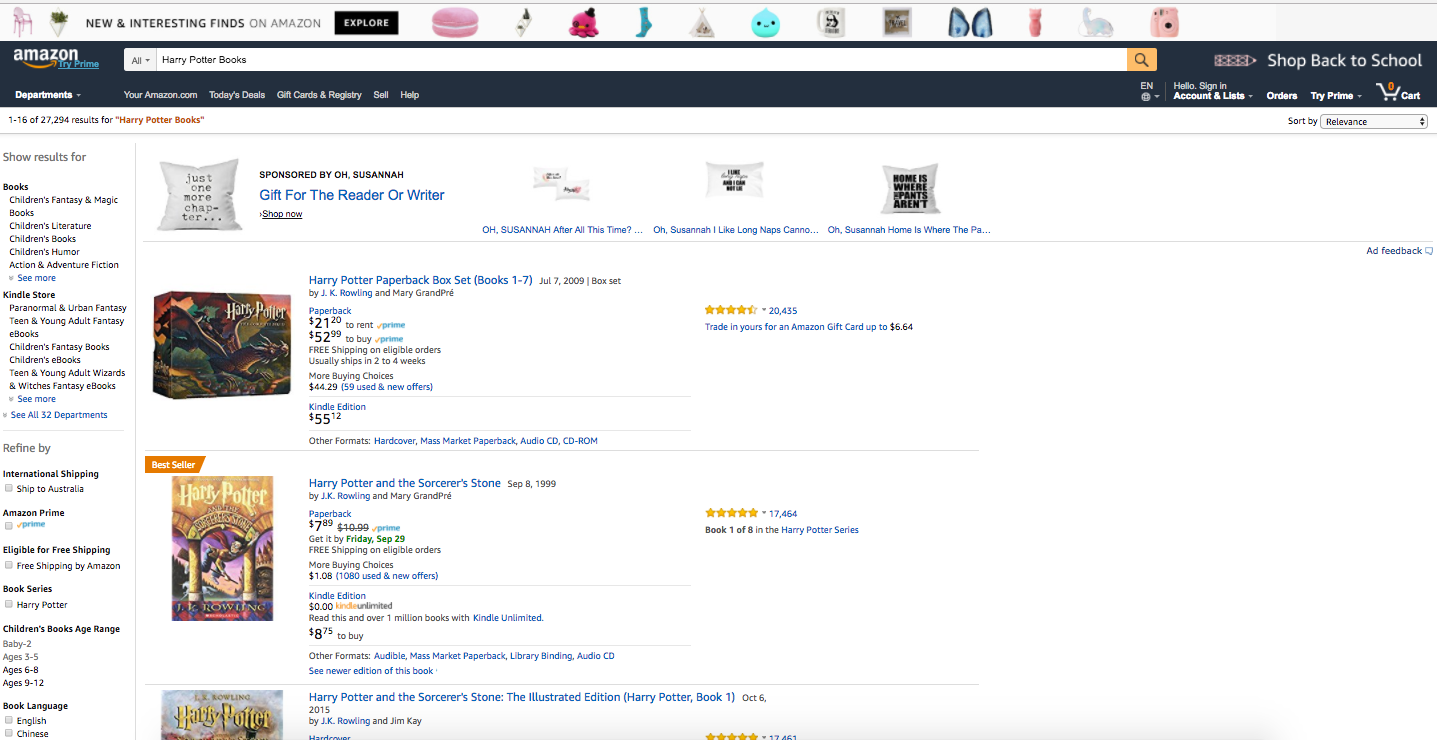 NEW & INTERESTING FINDS ON AMAZON EXPLORE
amazon Try Prime
All Harry Potter Books
Shop Back to School
Departments Your Amazon.com Today's Deals Gift Cards & Registry Sell Help
EN Hello. Sign in Account & Lists Orders Try Prime 0 Cart
1-16 of 27,294 results for "Harry Potter Books"
Sort by Relevance
Show results for
Books
Children's Fantasy & Magic
Books
Children's Literature
Children's Books
Children's Humor
Action & Adventure Fiction
See more
Kindle Store
Paranormal & Urban Fantasy
Teen & Young Adult Fantasy
eBooks
Children's Fantasy Books
Children's eBooks
Teen & Young Adult Wizards
& Witches Fantasy eBooks
See more
See All 32 Departments
Refine by
International Shipping
Ship to Australia
Amazon Prime
prime
Eligible for Free Shipping
Free Shipping by Amazon
Book Series
Harry Potter
Children's Books Age Range
Baby-2
Ages 3-5
Ages 6-8
Ages 9-12
Book Language
English
Chinese
just
one
more
chap-
ter...
SPONSORED BY OH, SUSANNAH
Gift For The Reader Or Writer
›Shop now
OH, SUSANNAH After All This Time? ...
I LIKE
AND I CAN
NOT LIE
Oh, Susannah I Like Long Naps Canno...
HOME IS
WHERE
THE PANTS
AREN'T
Oh, Susannah Home Is Where The Pa...
Ad feedback
Harry Potter
Harry Potter Paperback Box Set (Books 1-7) Jul 7, 2009 | Box set
by J. K. Rowling and Mary GrandPré
Paperback
$21 20 to rent prime
$52 99 to buy prime
FREE Shipping on eligible orders
Usually ships in 2 to 4 weeks
More Buying Choices
$44.29 (59 used & new offers)
Kindle Edition
$55 12
Other Formats: Hardcover, Mass Market Paperback, Audio CD, CD-ROM
20,435
Trade in yours for an Amazon Gift Card up to $6.64
Best Seller
Harry Potter
AND THE
SORCERER'S STONE
J. K. ROWLING
Harry Potter and the Sorcerer's Stone Sep 8, 1999
by J.K. Rowling and Mary GrandPré
Paperback
$7 89 $10.99 prime
Get it by Friday, Sep 29
FREE Shipping on eligible orders
More Buying Choices
$1.08 (1080 used & new offers)
Kindle Edition
$0.00 kindleunlimited
Read this and over 1 million books with Kindle Unlimited.
$8 75 to buy
Other Formats: Audible, Mass Market Paperback, Library Binding, Audio CD
See newer edition of this book
17,464
Book 1 of 8 in the Harry Potter Series
J. K. ROWLING
Harry Potter
Harry Potter and the Sorcerer's Stone: The Illustrated Edition (Harry Potter, Book 1) Oct 6,
2015
by J.K. Rowling and Jim Kay
Hardcover
17,461